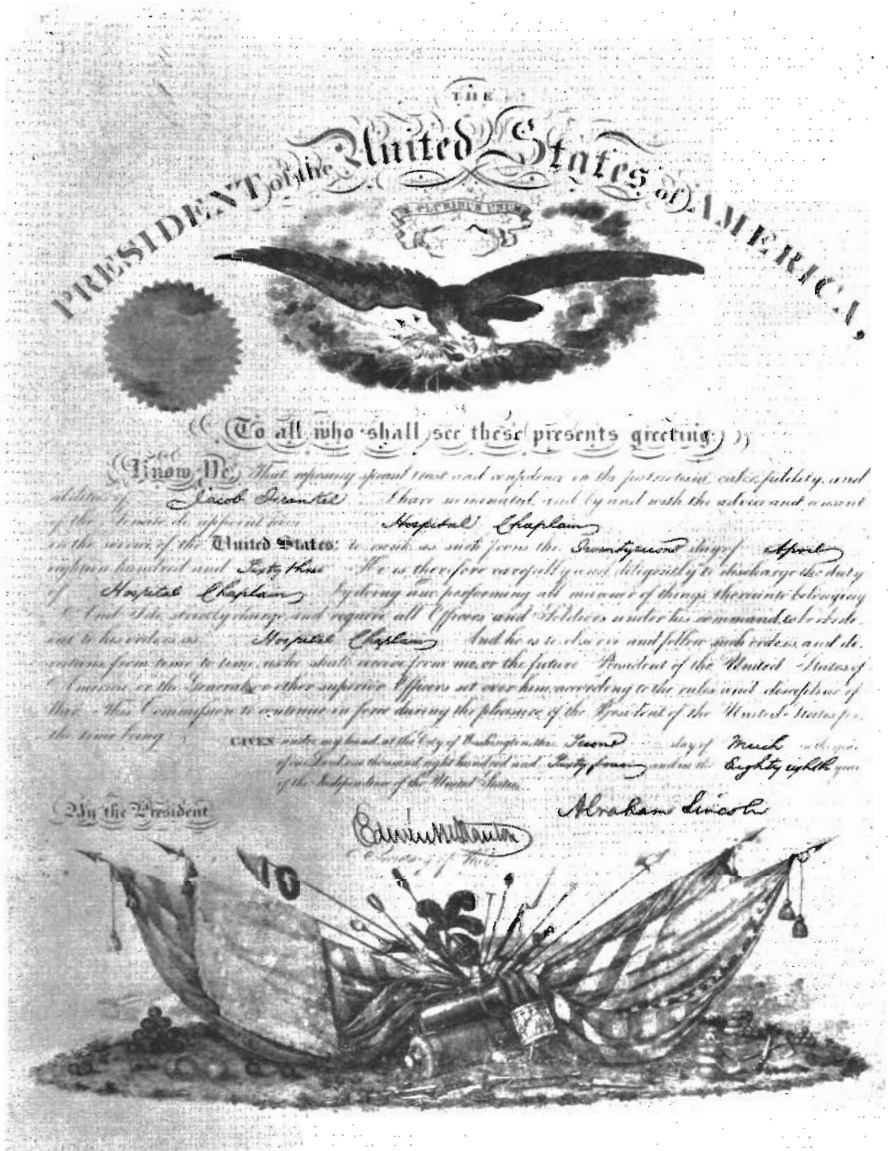 THE
PRESIDENT of the United States of AMERICA,
E PLURIBUS UNUM
To all who shall see these presents greeting:
Know Ye, That reposing special trust and confidence in the patriotism, valor, fidelity, and
abilities of Jacob Frankel I have nominated, and by and with the advice and consent
of the Senate do appoint him Hospital Chaplain
in the service of the United States: to rank as such from the Twenty second day of April
eighteen hundred and Sixty three He is therefore carefully and diligently to discharge the duty
of Hospital Chaplain by doing and performing all manner of things thereunto belonging
And I do strictly charge and require all Officers and Soldiers under his command to be obedi-
ent to his orders as Hospital Chaplain And he is to observe and follow such orders, and di-
rections from time to time, as he shall receive from me, or the future President of the United States of
America, or the General or other superior Officers set over him, according to the rules and discipline of
War. This Commission to continue in force during the pleasure of the President of the United States for
the time being
GIVEN under my hand, at the City of Washington, this Second day of March in the year
of our Lord one thousand eight hundred and Sixty four and in the Eighty eighth year
of the Independence of the United States
By the President
Abraham Lincoln
Edwin M Stanton
Secretary of War